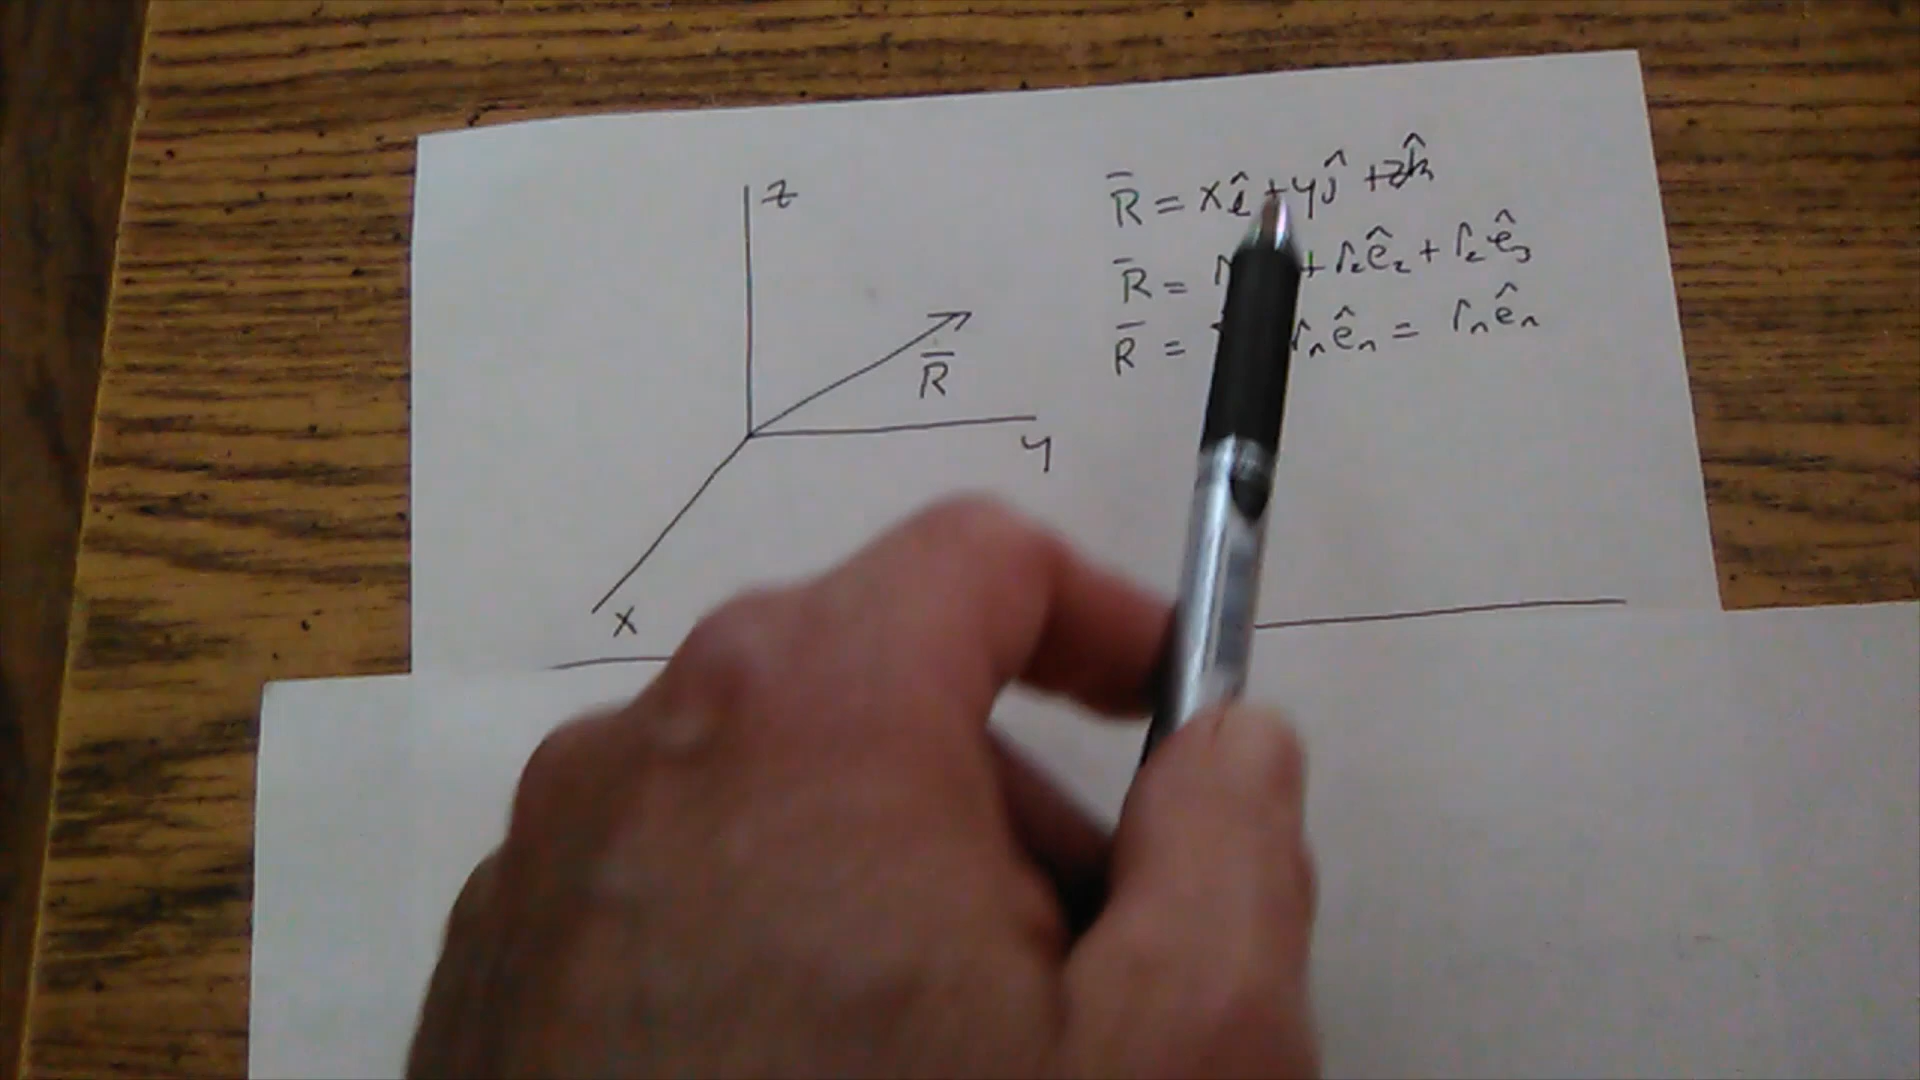 z
R̄
y
x
R̄ = xî + yĵ + zk̂
R̄ = r + r₂ê₂ + r₂ê₃
R̄ = rₙêₙ = rₙêₙ